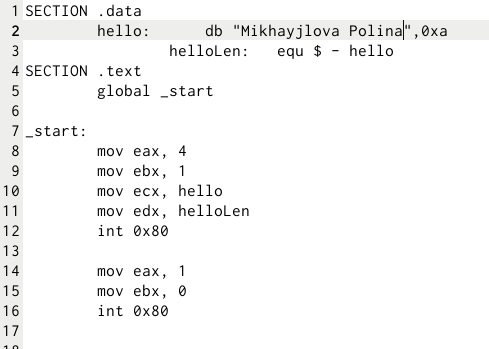 1 SECTION .data
2 hello: db "Mikhayjlova Polina",0xa
3 helloLen: equ $ - hello
4 SECTION .text
5 global _start
6
7 _start:
8 mov eax, 4
9 mov ebx, 1
10 mov ecx, hello
11 mov edx, helloLen
12 int 0x80
13
14 mov eax, 1
15 mov ebx, 0
16 int 0x80
17